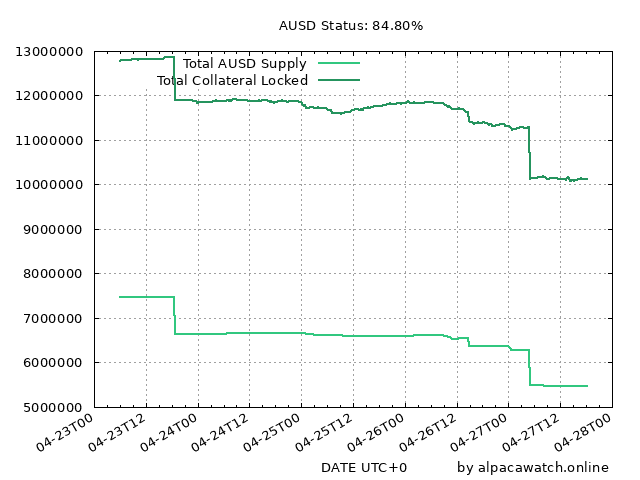 AUSD Status: 84.80%
13000000
12000000
11000000
10000000
9000000
8000000
7000000
6000000
5000000
Total AUSD Supply
Total Collateral Locked
04-23T00
04-23T12
04-24T00
04-24T12
04-25T00
04-25T12
04-26T00
04-26T12
04-27T00
04-27T12
04-28T00
DATE UTC+0
by alpacawatch.online